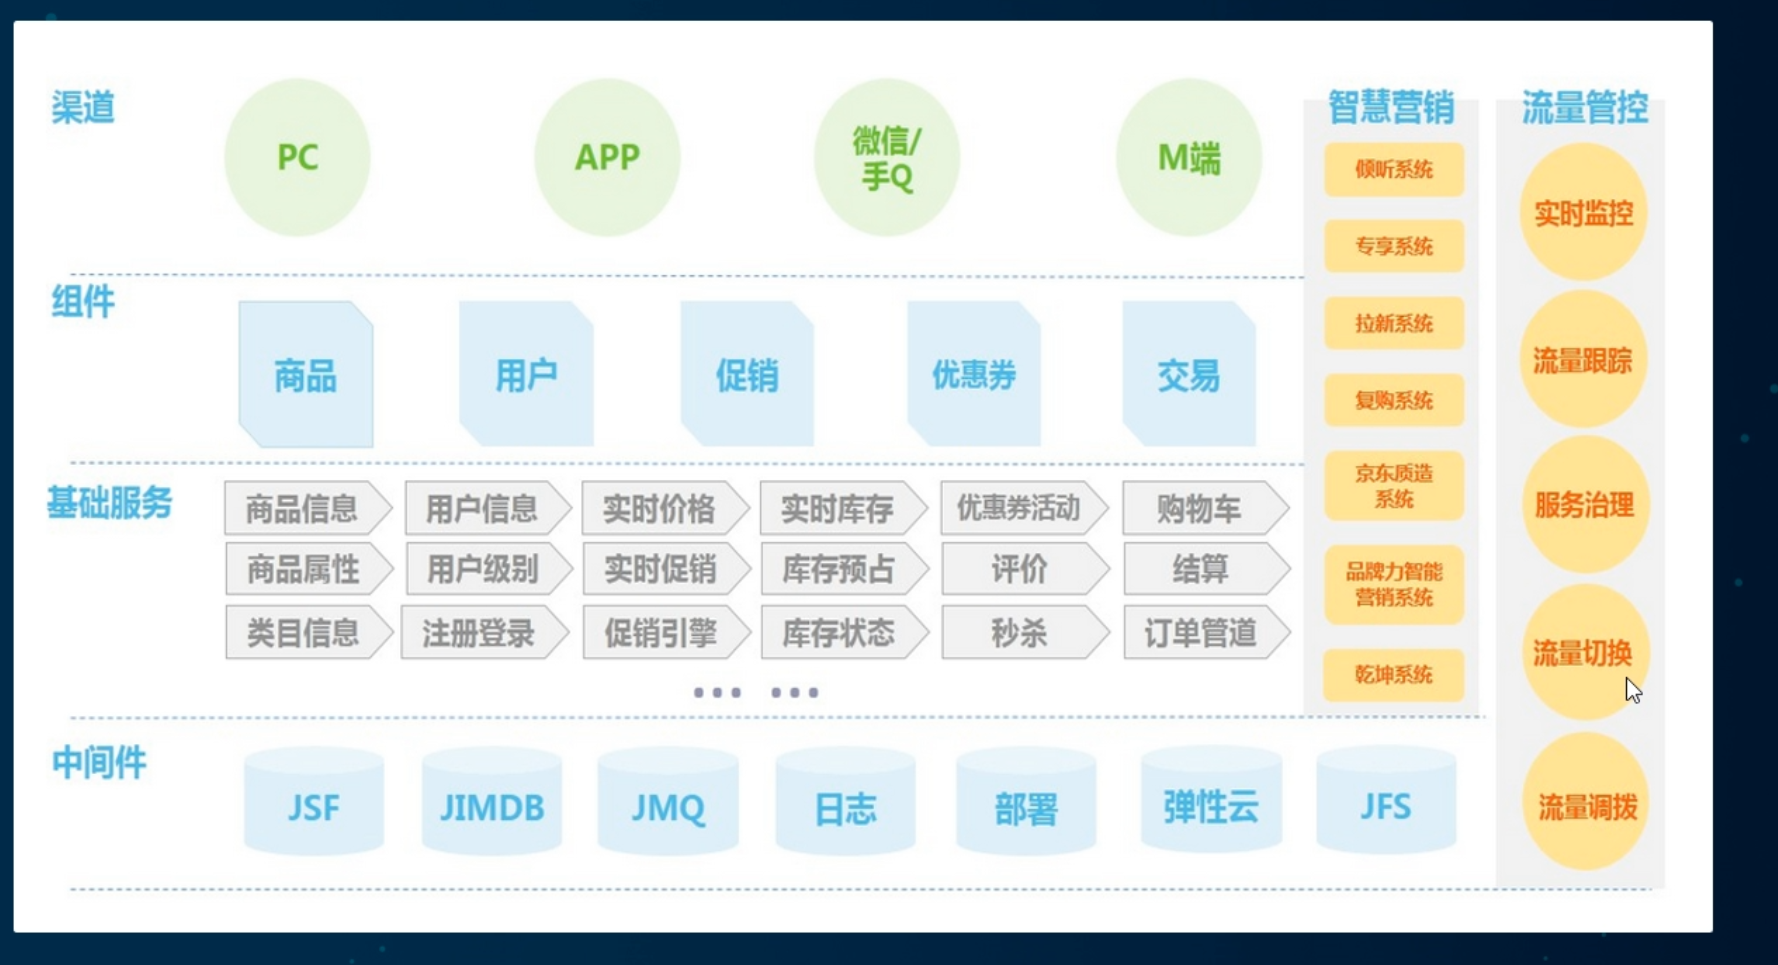 渠道
PC
APP
微信/
手Q
M端
组件
商品
用户
促销
优惠券
交易
基础服务
商品信息
用户信息
实时价格
实时库存
优惠券活动
购物车
商品属性
用户级别
实时促销
库存预占
评价
结算
类目信息
注册登录
促销引擎
库存状态
秒杀
订单管道
••• •••
中间件
JSF
JIMDB
JMQ
日志
部署
弹性云
JFS
智慧营销
倾听系统
专享系统
拉新系统
复购系统
京东质造
系统
品牌力智能
营销系统
乾坤系统
流量管控
实时监控
流量跟踪
服务治理
流量切换
流量调拨